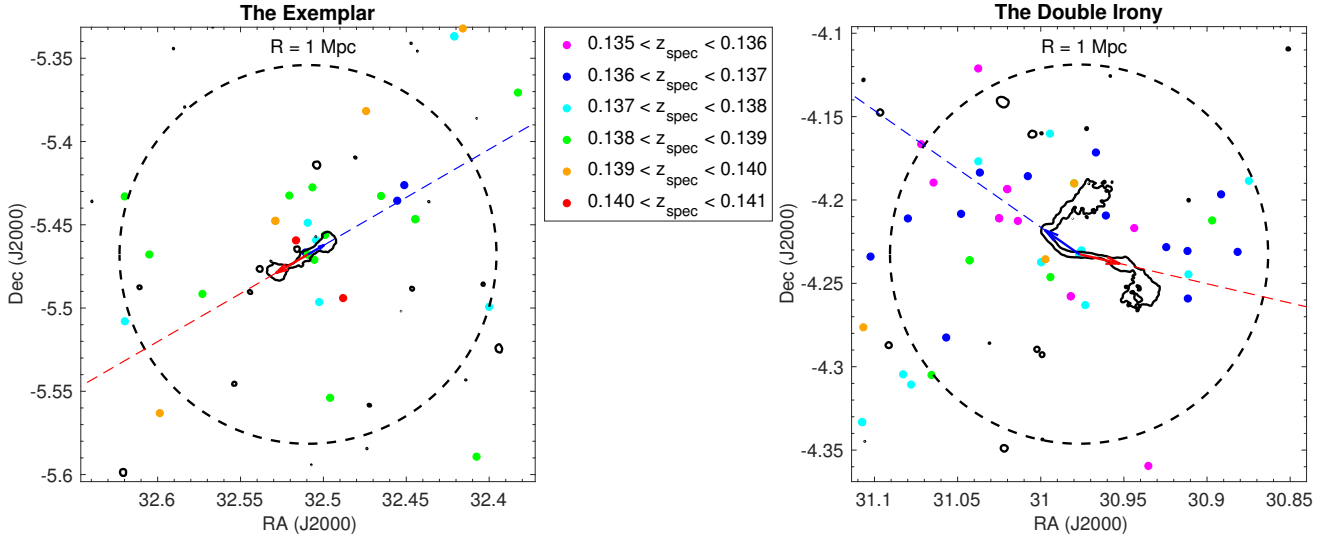 The Exemplar
R = 1 Mpc
-5.35
-5.4
-5.45
-5.5
-5.55
-5.6
Dec (J2000)
32.6 32.55 32.5 32.45 32.4
RA (J2000)
0.135 < z_spec < 0.136
0.136 < z_spec < 0.137
0.137 < z_spec < 0.138
0.138 < z_spec < 0.139
0.139 < z_spec < 0.140
0.140 < z_spec < 0.141
The Double Irony
R = 1 Mpc
-4.1
-4.15
-4.2
-4.25
-4.3
-4.35
Dec (J2000)
31.1 31.05 31 30.95 30.9 30.85
RA (J2000)